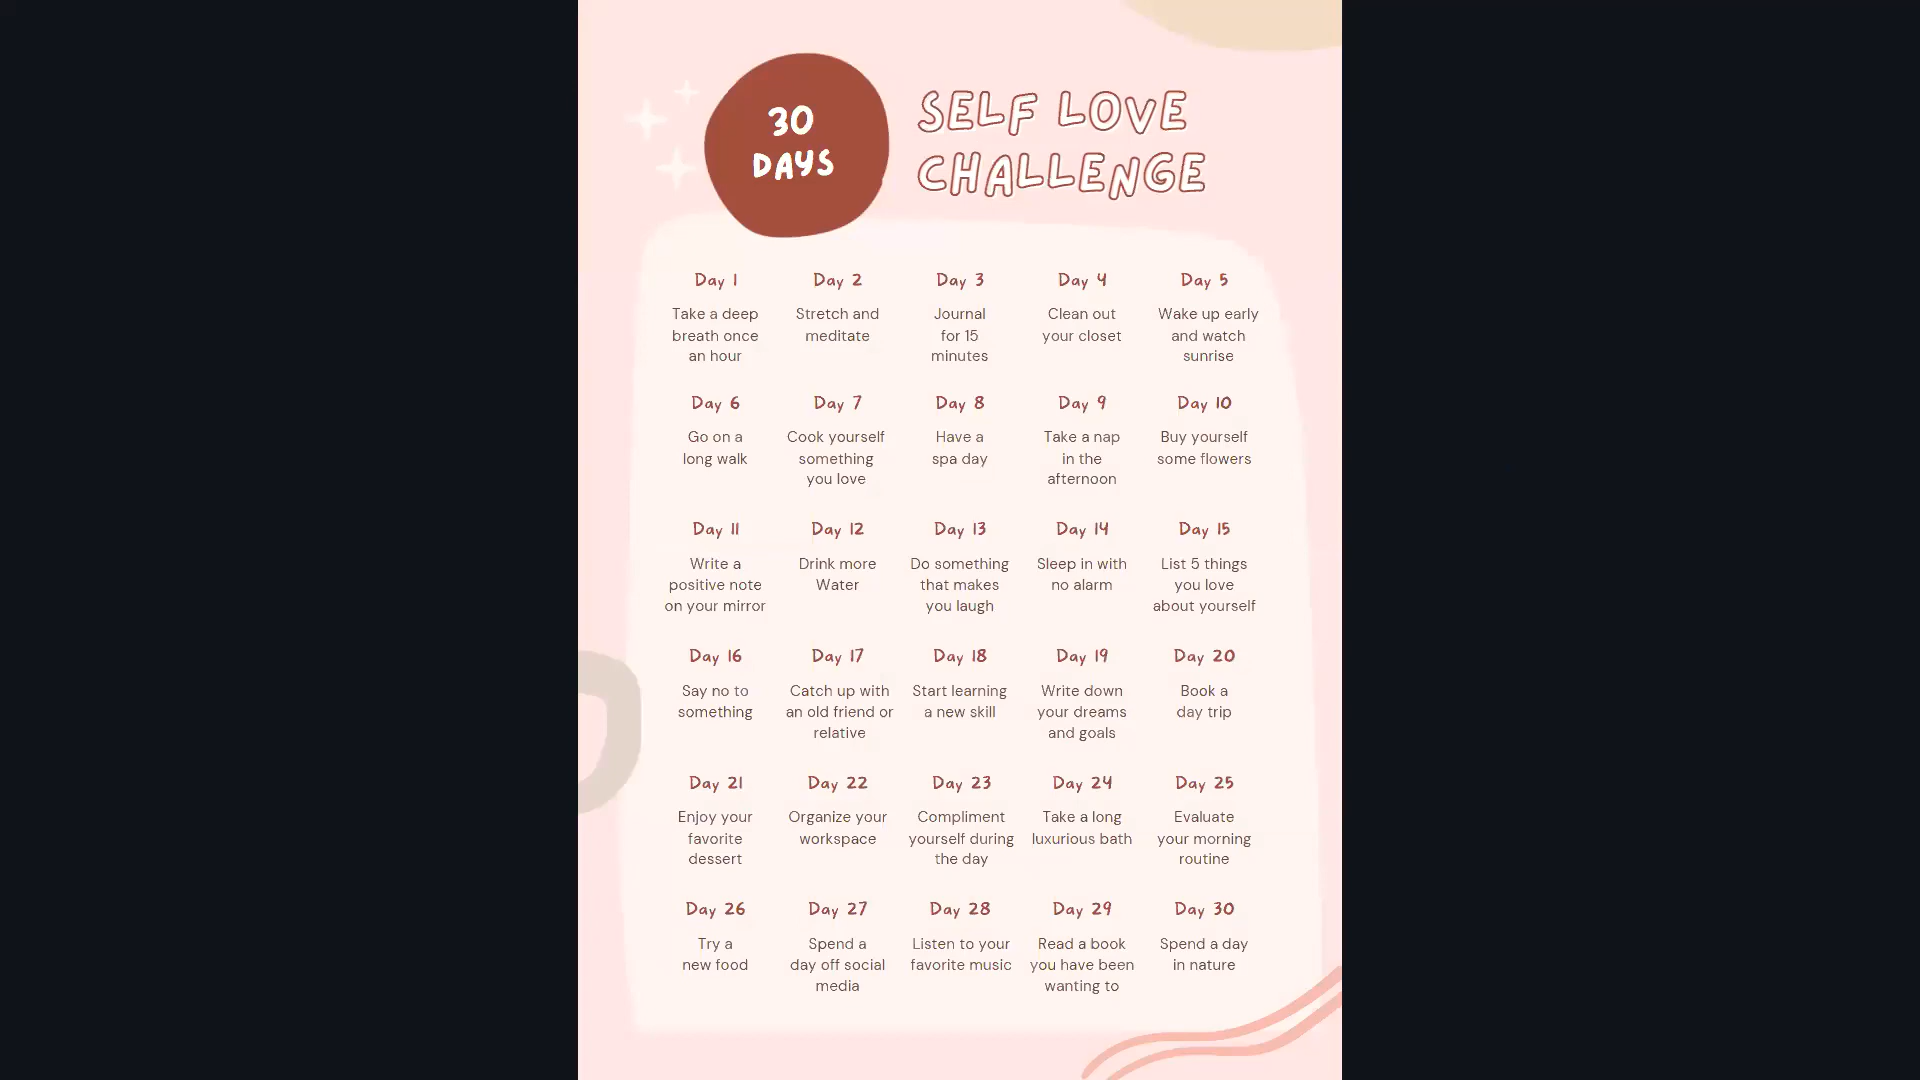 30
DAYS
SELF LOVE
CHALLENGE
Day 1
Take a deep
breath once
an hour
Day 2
Stretch and
meditate
Day 3
Journal
for 15
minutes
Day 4
Clean out
your closet
Day 5
Wake up early
and watch
sunrise
Day 6
Go on a
long walk
Day 7
Cook yourself
something
you love
Day 8
Have a
spa day
Day 9
Take a nap
in the
afternoon
Day 10
Buy yourself
some flowers
Day 11
Write a
positive note
on your mirror
Day 12
Drink more
Water
Day 13
Do something
that makes
you laugh
Day 14
Sleep in with
no alarm
Day 15
List 5 things
you love
about yourself
Day 16
Say no to
something
Day 17
Catch up with
an old friend or
relative
Day 18
Start learning
a new skill
Day 19
Write down
your dreams
and goals
Day 20
Book a
day trip
Day 21
Enjoy your
favorite
dessert
Day 22
Organize your
workspace
Day 23
Compliment
yourself during
the day
Day 24
Take a long
luxurious bath
Day 25
Evaluate
your morning
routine
Day 26
Try a
new food
Day 27
Spend a
day off social
media
Day 28
Listen to your
favorite music
Day 29
Read a book
you have been
wanting to
Day 30
Spend a day
in nature